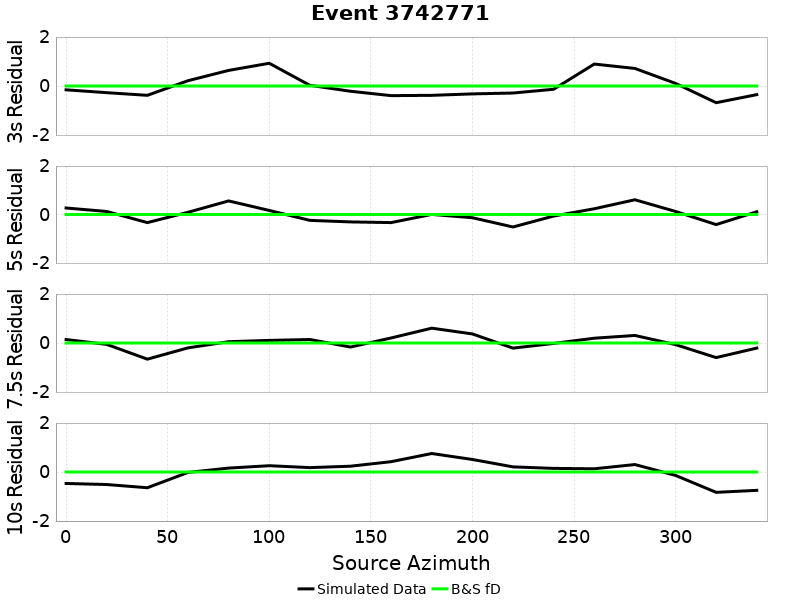 Event 3742771
3s Residual
2
0
-2
5s Residual
2
0
-2
7.5s Residual
2
0
-2
10s Residual
2
0
-2
0 50 100 150 200 250 300
Source Azimuth
Simulated Data B&S fD